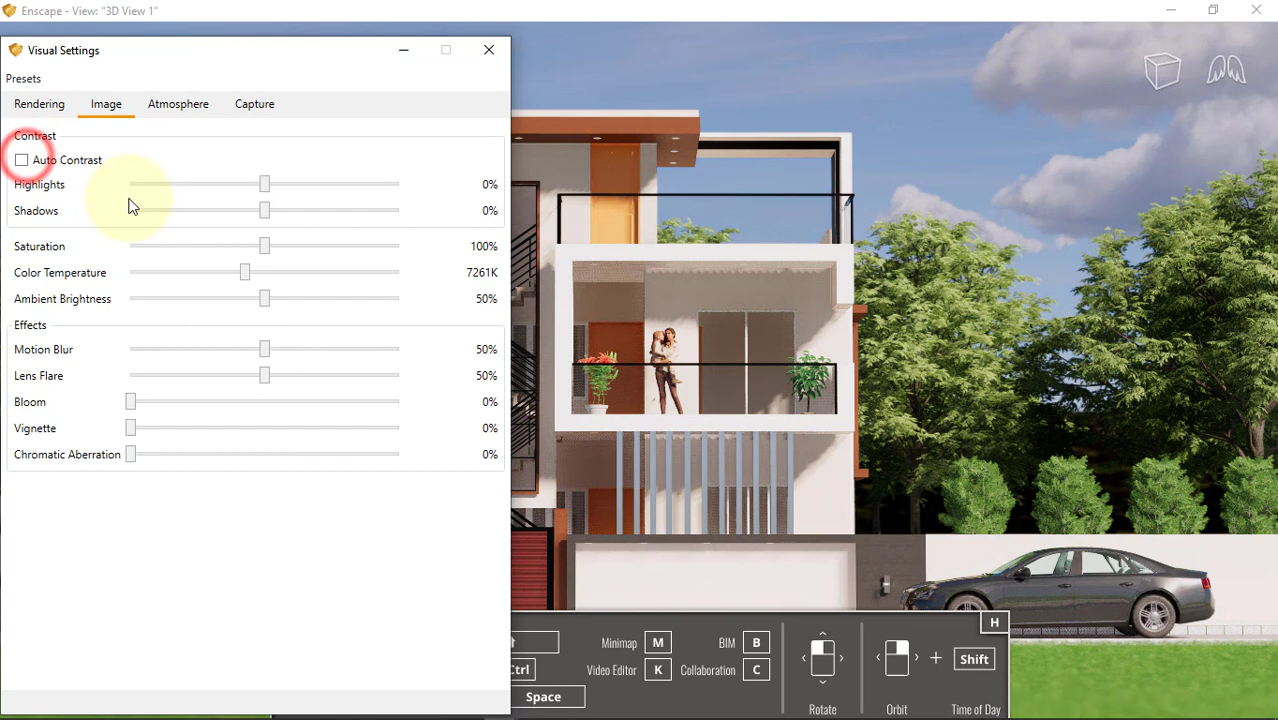 Enscape - View: "3D View 1"
Visual Settings
Presets
Rendering Image Atmosphere Capture
Contrast
Auto Contrast
Highlights 0%
Shadows 0%
Saturation 100%
Color Temperature 7261K
Ambient Brightness 50%
Effects
Motion Blur 50%
Lens Flare 50%
Bloom 0%
Vignette 0%
Chromatic Aberration 0%
H
Minimap M BIM B
Ctrl Video Editor K Collaboration C
Shift
Space
Rotate Orbit Time of Day